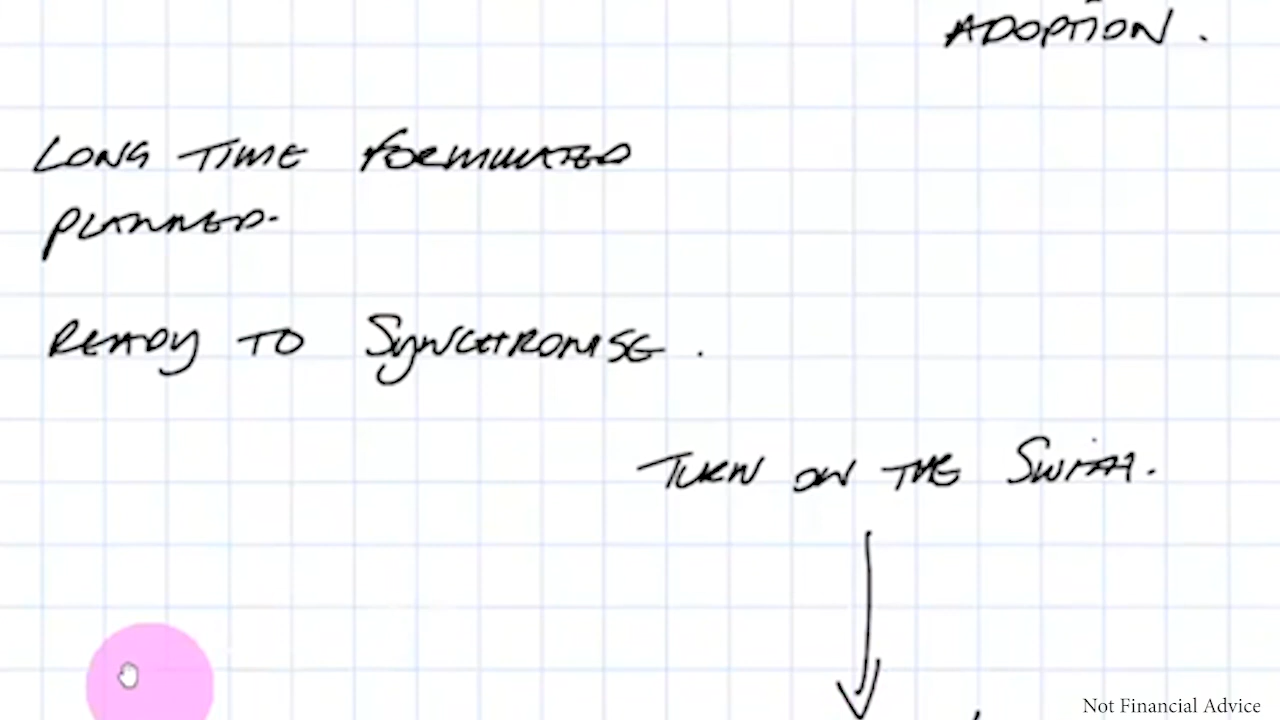 ADOPTION.
LONG TIME FORMULATED
PLANNED.
READY TO SYNCHRONISE.
TURN ON THE SWITCH.
Not Financial Advice